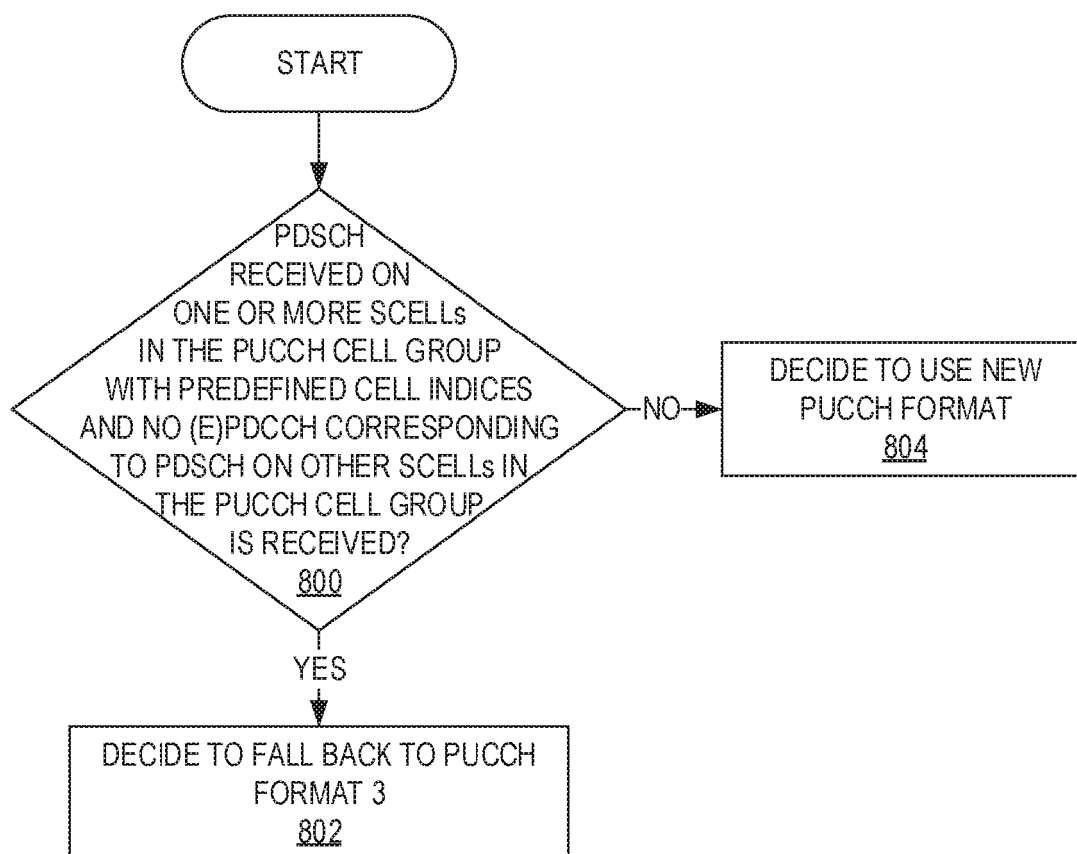 START
PDSCH
RECEIVED ON
ONE OR MORE SCELLs
IN THE PUCCH CELL GROUP
WITH PREDEFINED CELL INDICES
AND NO (E)PDCCH CORRESPONDING
TO PDSCH ON OTHER SCELLs IN
THE PUCCH CELL GROUP
IS RECEIVED?
800
NO
DECIDE TO USE NEW
PUCCH FORMAT
804
YES
DECIDE TO FALL BACK TO PUCCH
FORMAT 3
802